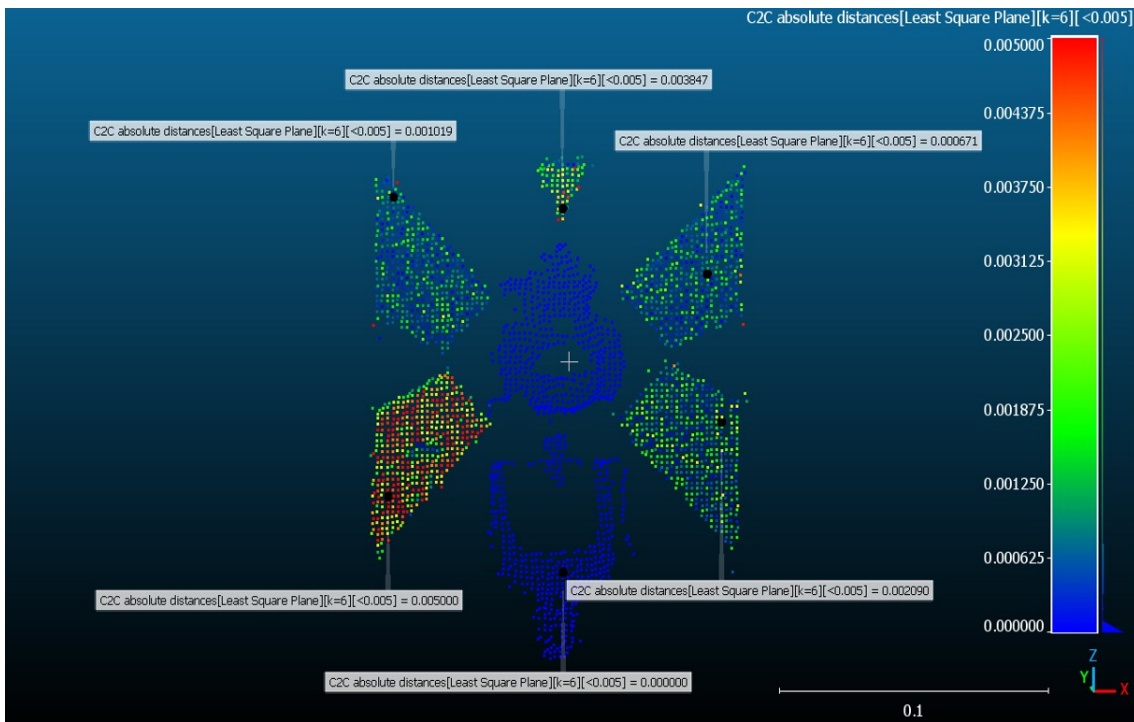 C2C absolute distances[Least Square Plane][k=6][<0.005]
0.005000
C2C absolute distances[Least Square Plane][k=6][<0.005] = 0.003847
C2C absolute distances[Least Square Plane][k=6][<0.005] = 0.001019
C2C absolute distances[Least Square Plane][k=6][<0.005] = 0.000671
0.004375
0.003750
0.003125
0.002500
0.001875
0.001250
0.000625
0.000000
C2C absolute distances[Least Square Plane][k=6][<0.005] = 0.005000
C2C absolute distances[Least Square Plane][k=6][<0.005] = 0.002090
C2C absolute distances[Least Square Plane][k=6][<0.005] = 0.000000
0.1
Z
Y
X